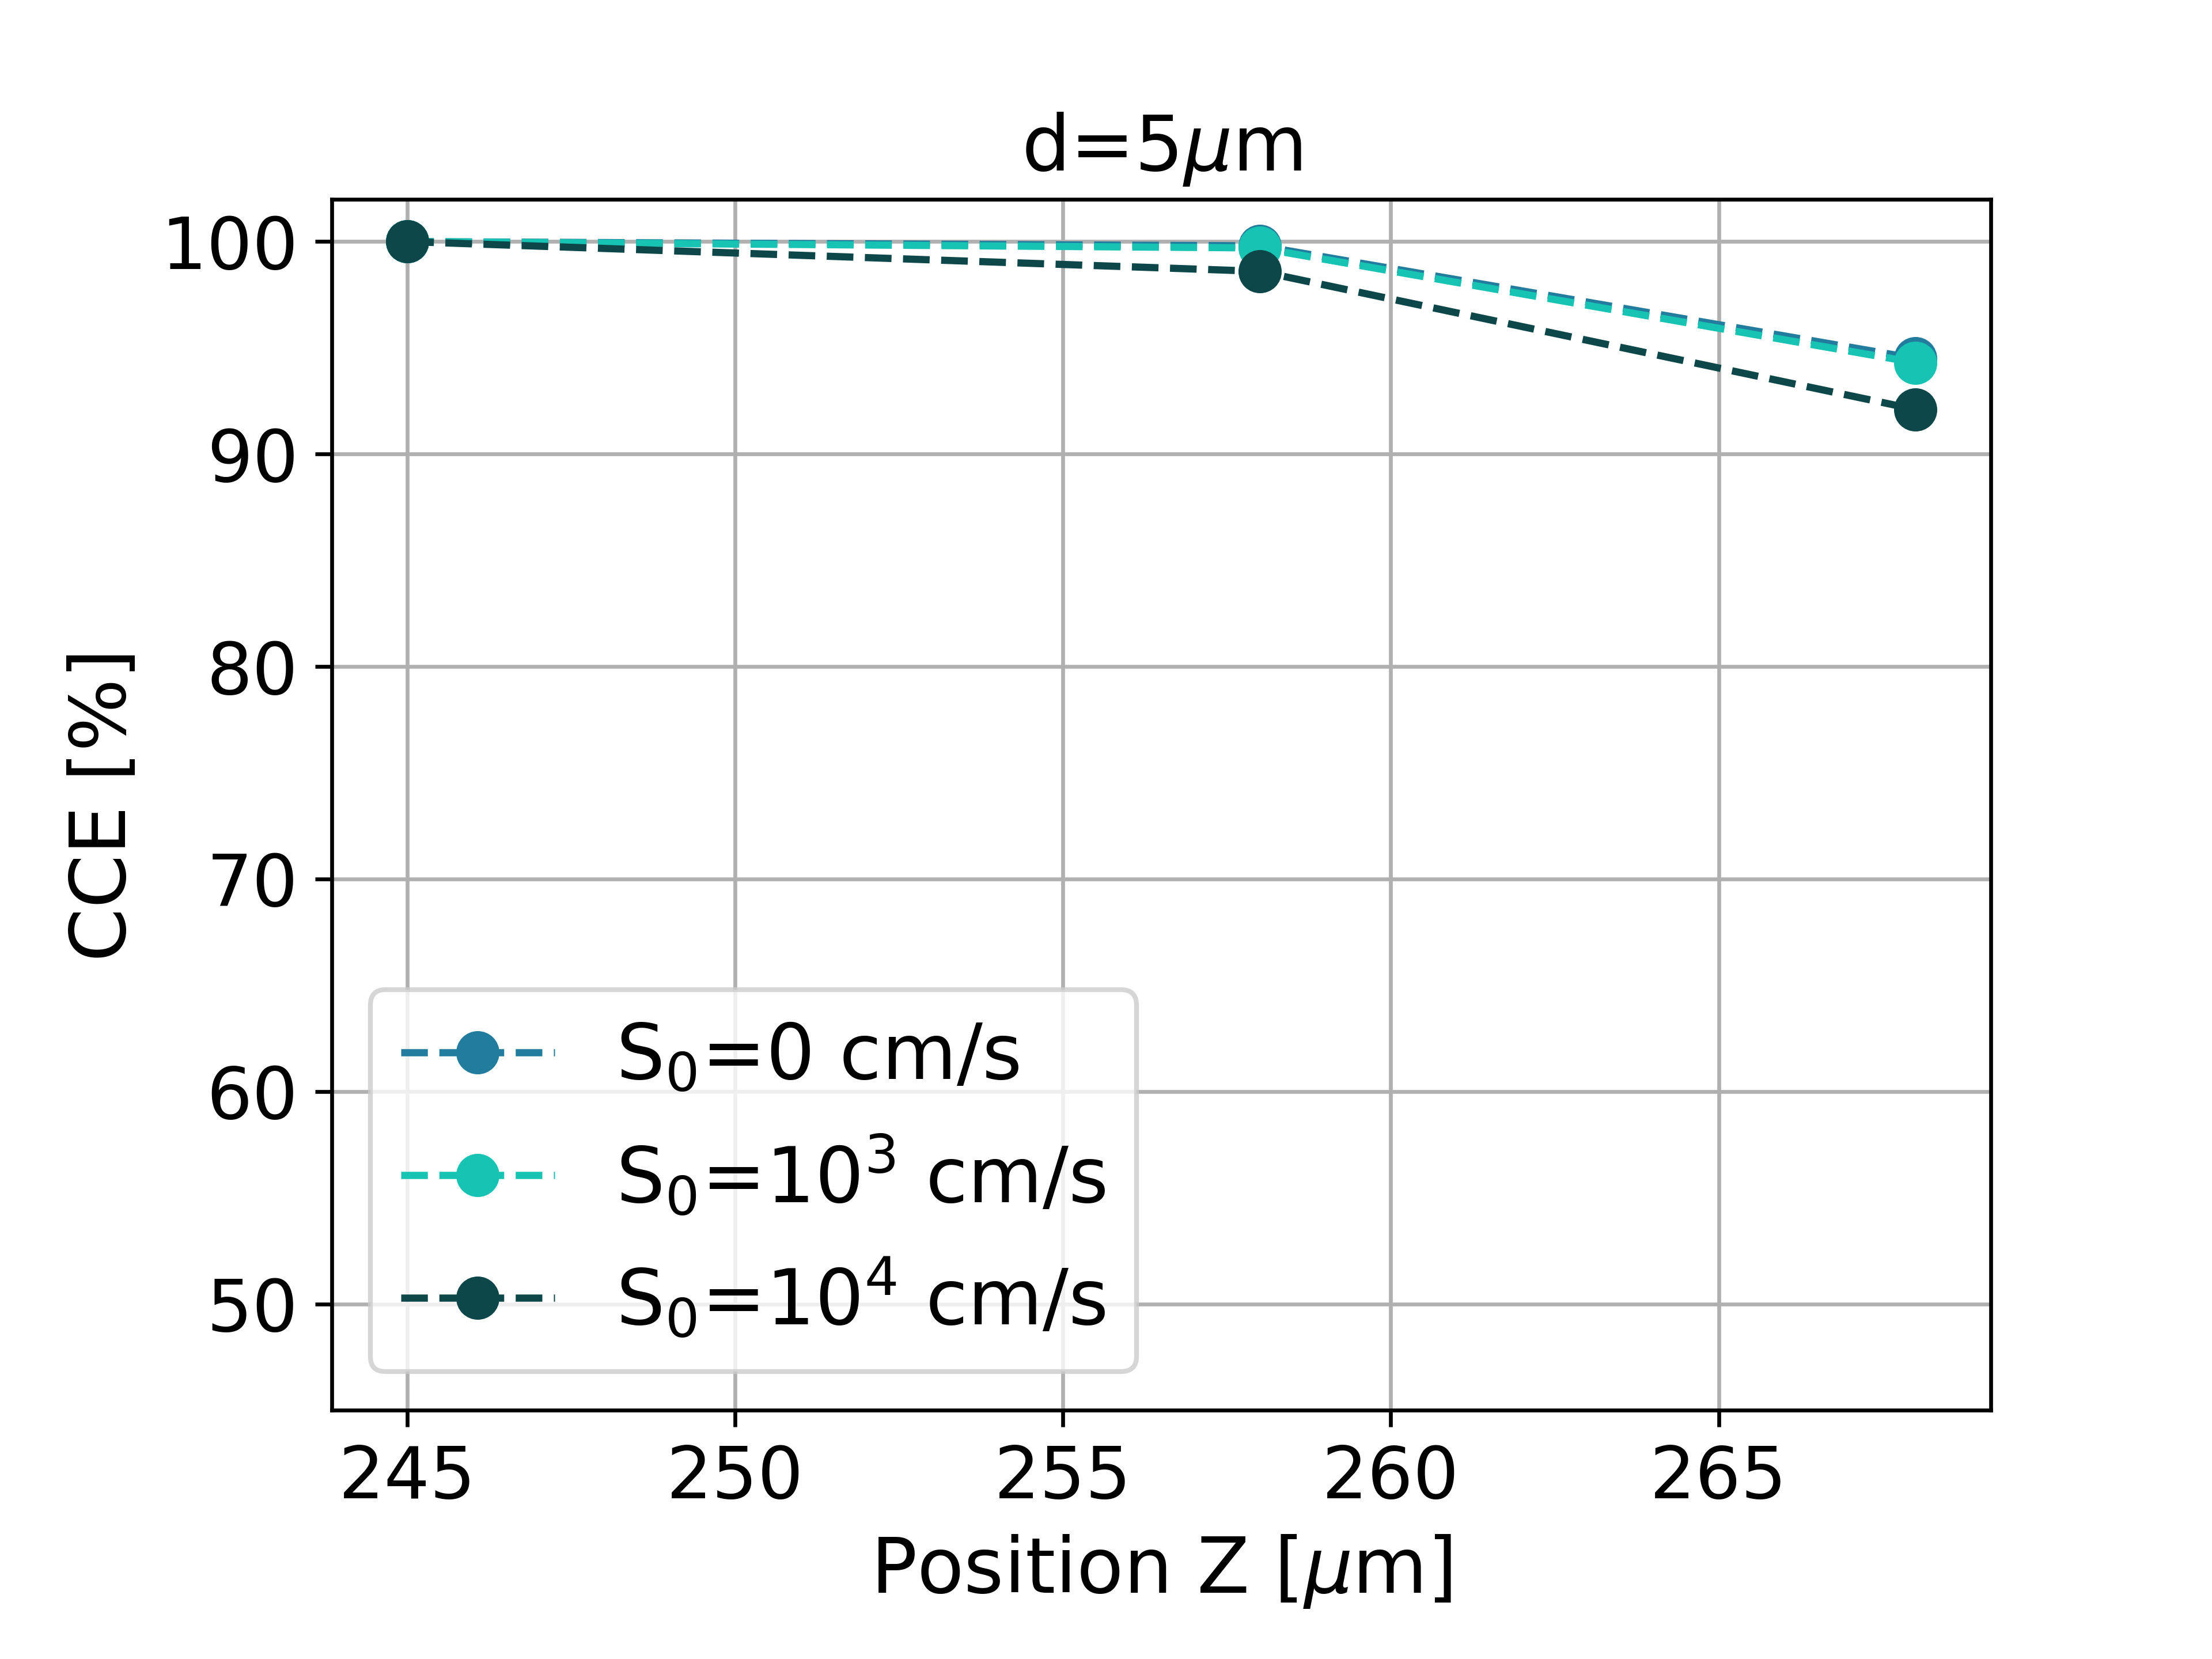 d=5μm
CCE [%]
100
90
80
70
60
50
S₀=0 cm/s
S₀=10³ cm/s
S₀=10⁴ cm/s
245 250 255 260 265
Position Z [μm]